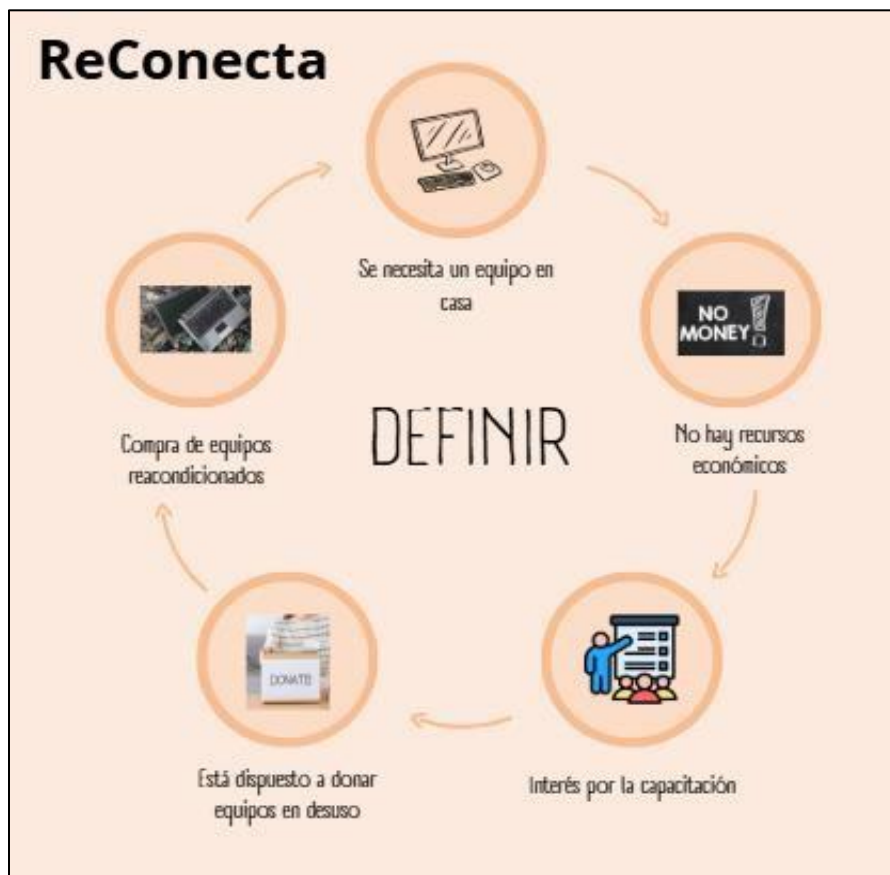 ReConecta
Se necesita un equipo en
casa
NO
MONEY
No hay recursos
económicos
DEFINIR
Compra de equipos
reacondicionados
DONATE
Está dispuesto a donar
equipos en desuso
Interés por la capacitación